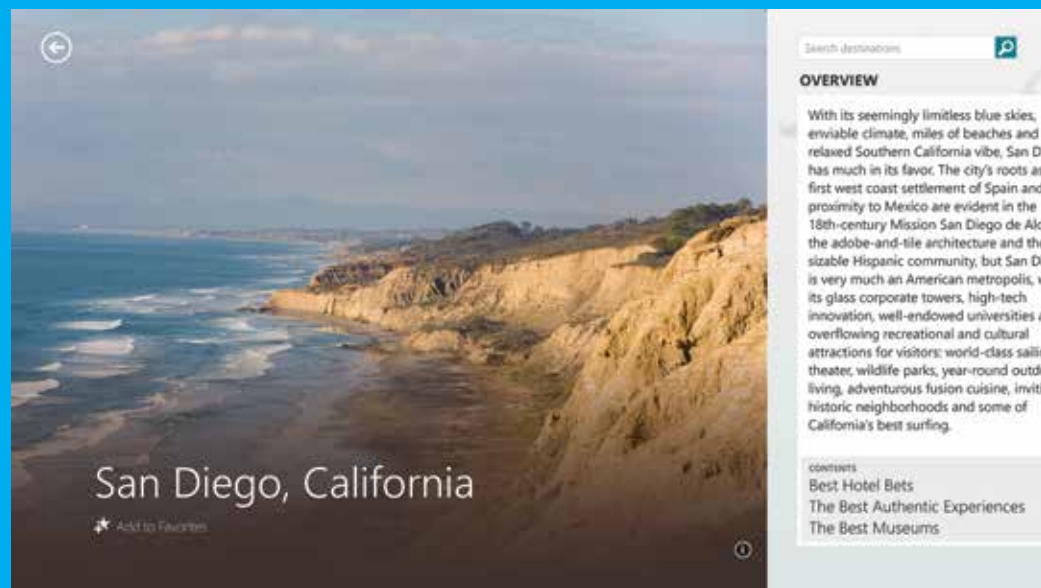 San Diego, California
Add to Favorites
Search destinations
OVERVIEW
With its seemingly limitless blue skies,
enviable climate, miles of beaches and
relaxed Southern California vibe, San D
has much in its favor. The city's roots as
first west coast settlement of Spain and
proximity to Mexico are evident in the
18th-century Mission San Diego de Alc
the adobe-and-tile architecture and the
sizable Hispanic community, but San D
is very much an American metropolis, w
its glass corporate towers, high-tech
innovation, well-endowed universities a
overflowing recreational and cultural
attractions for visitors: world-class sailin
theater, wildlife parks, year-round outdo
living, adventurous fusion cuisine, inviti
historic neighborhoods and some of
California's best surfing.
CONTENTS
Best Hotel Bets
The Best Authentic Experiences
The Best Museums